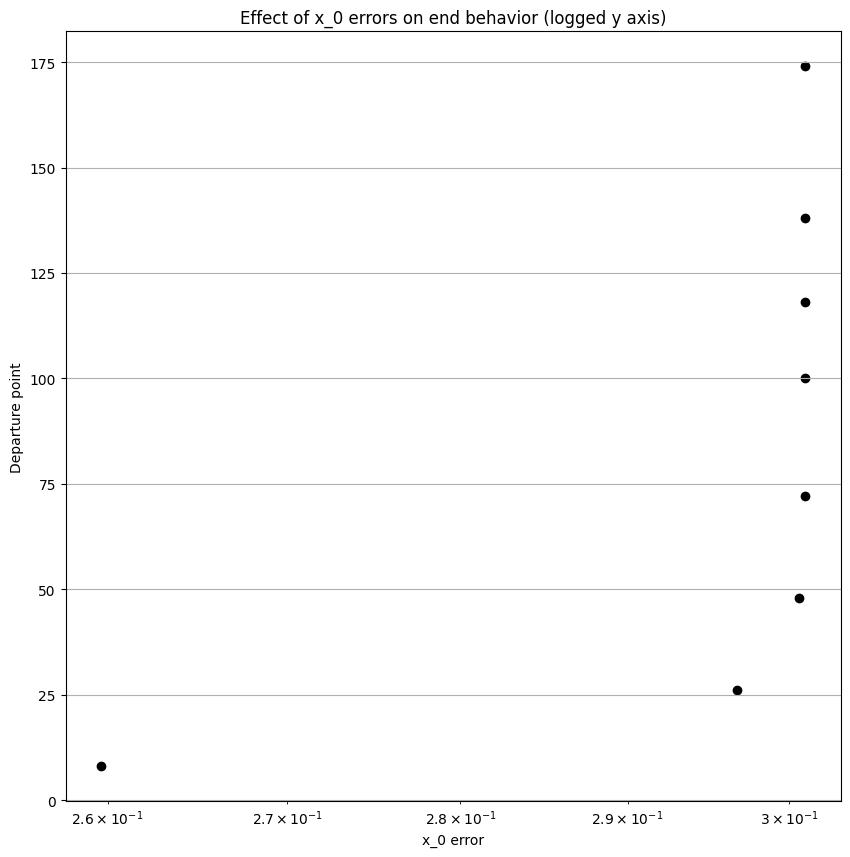 Effect of x_0 errors on end behavior (logged y axis)
175
150
125
100
75
50
25
0
Departure point
2.6 × 10⁻¹ 2.7 × 10⁻¹ 2.8 × 10⁻¹ 2.9 × 10⁻¹ 3 × 10⁻¹
x_0 error